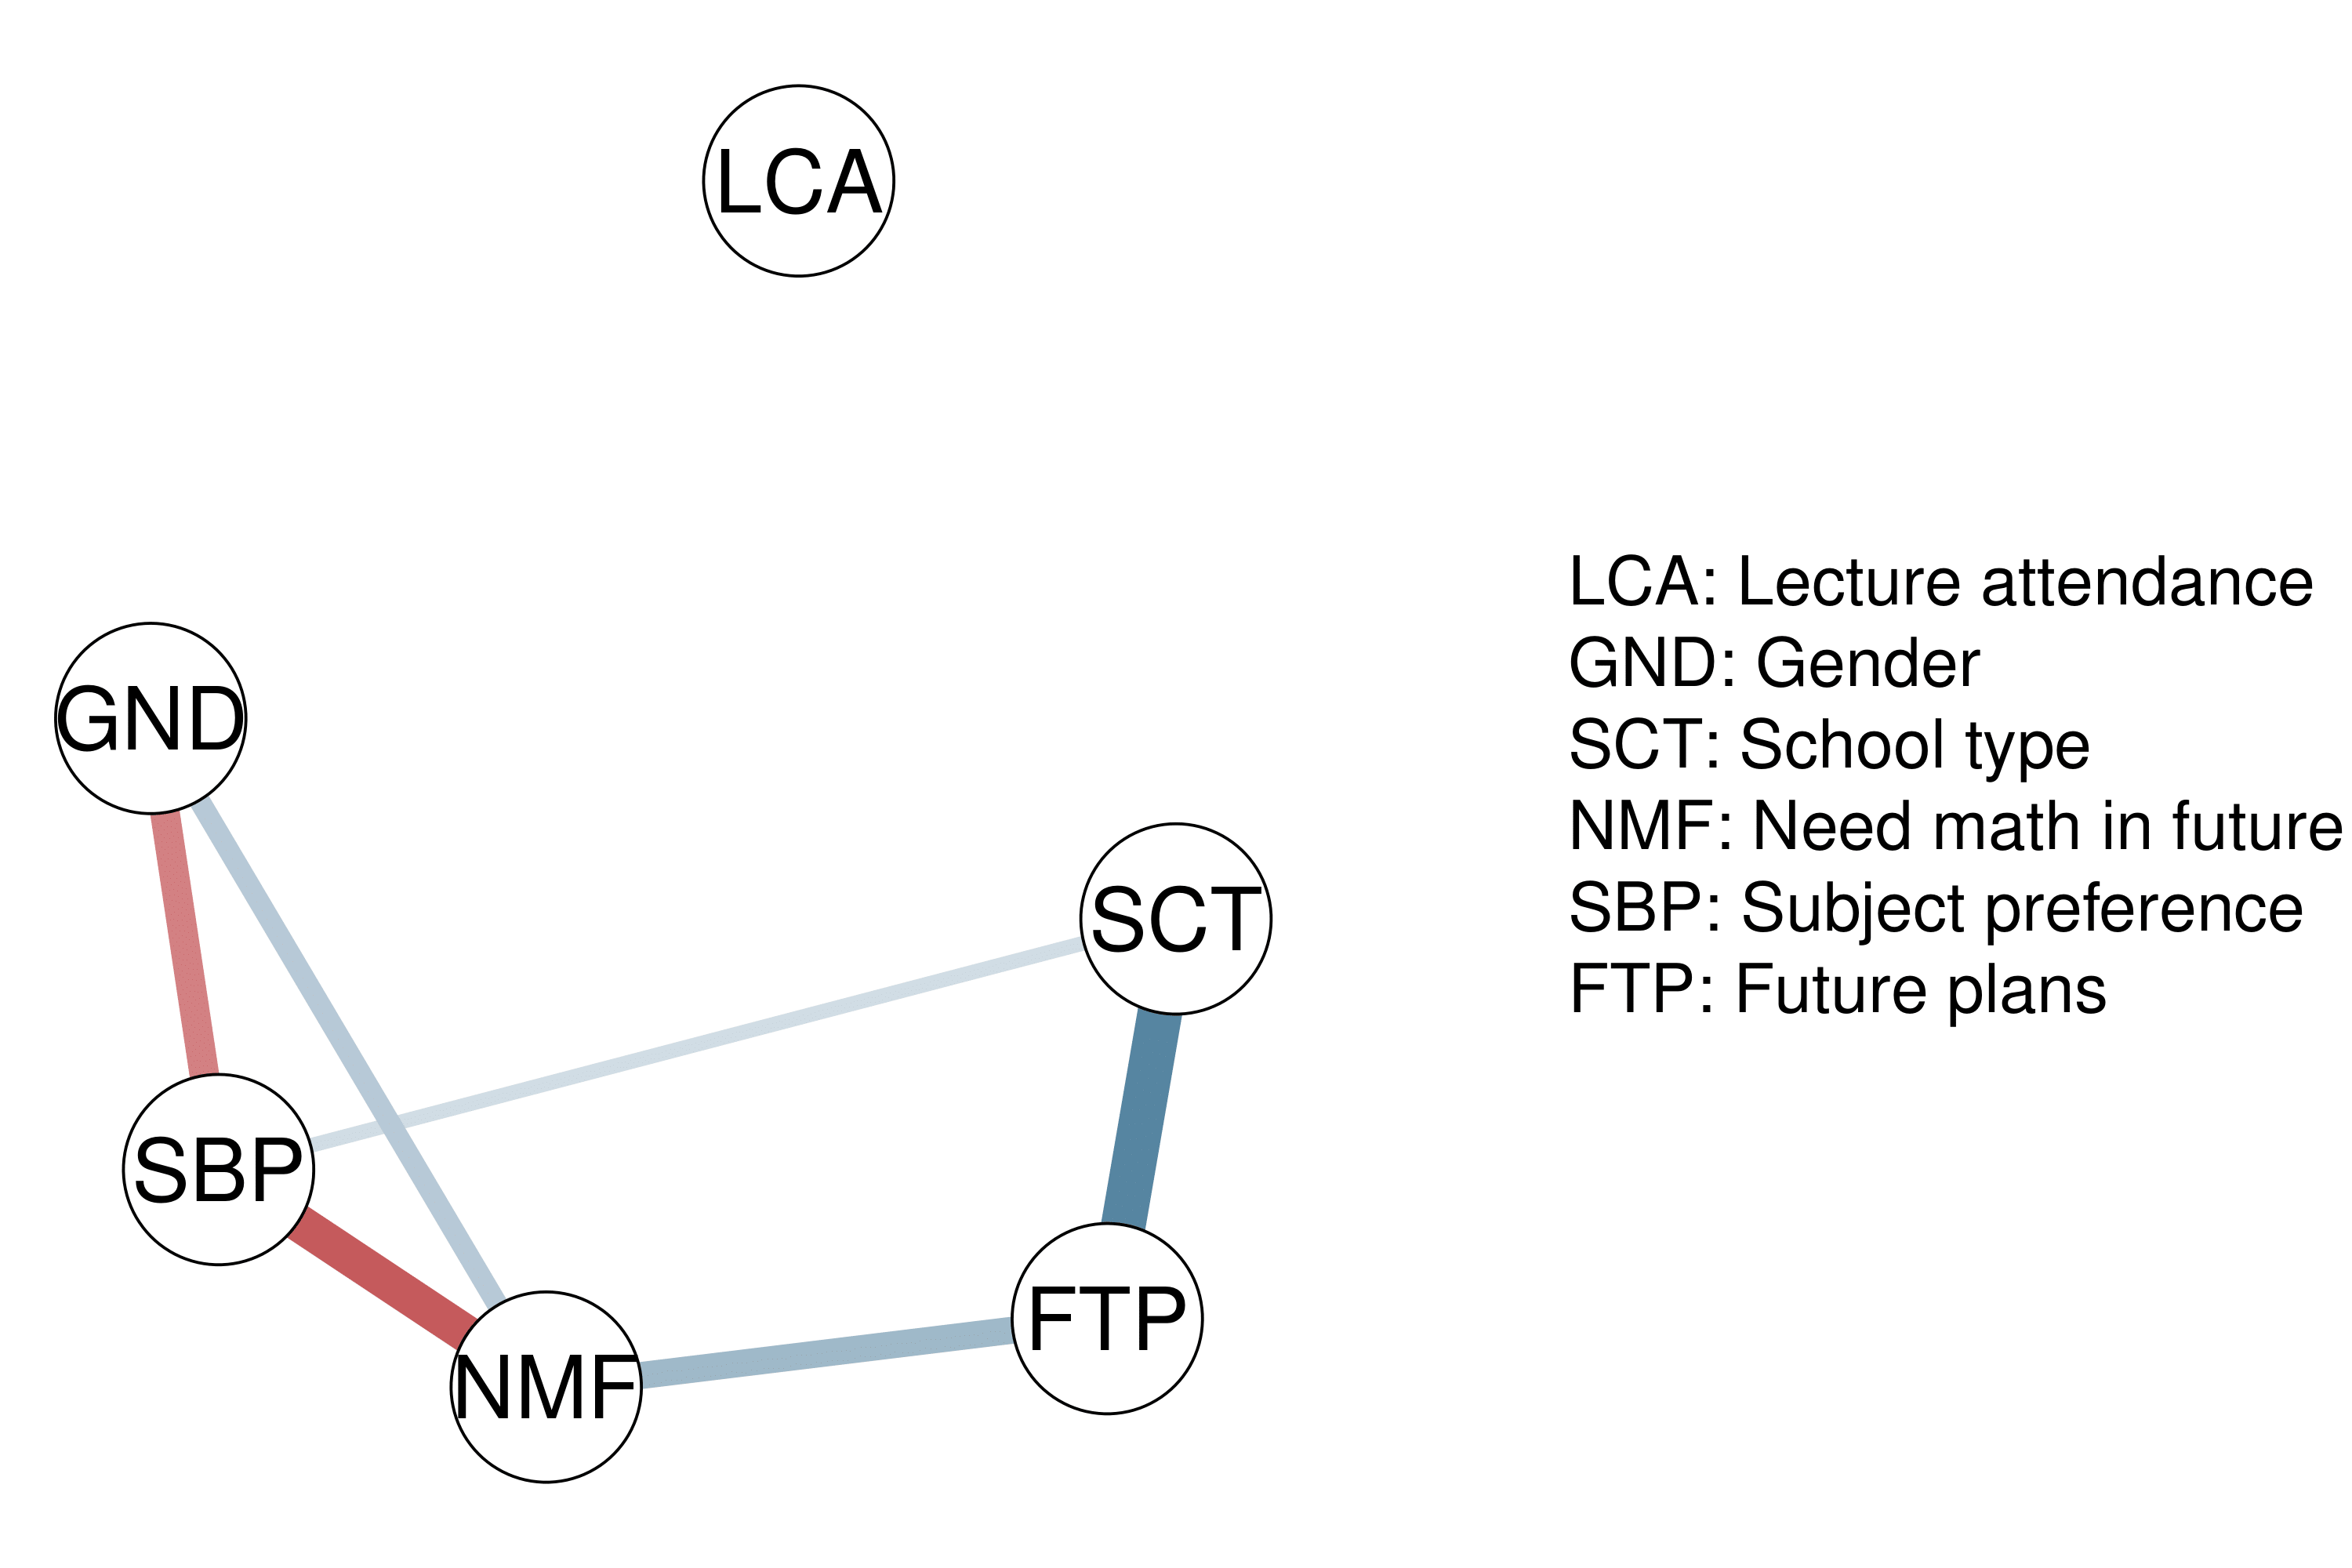 LCA
GND
SCT
SBP
FTP
NMF
LCA: Lecture attendance
GND: Gender
SCT: School type
NMF: Need math in future
SBP: Subject preference
FTP: Future plans